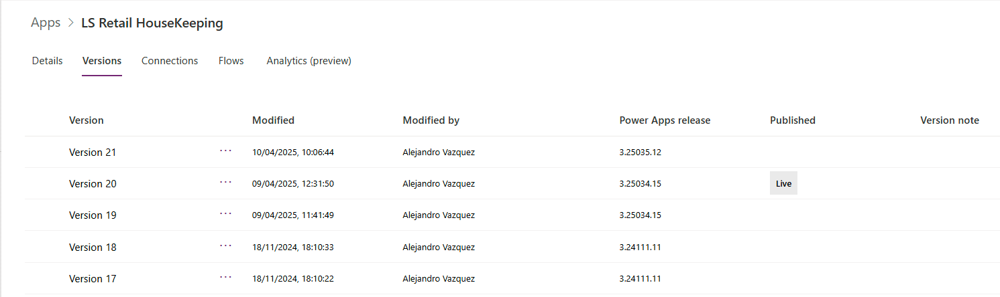 Apps > LS Retail HouseKeeping
Details Versions Connections Flows Analytics (preview)
Version Modified Modified by Power Apps release Published Version note
Version 21 ... 10/04/2025, 10:06:44 Alejandro Vazquez 3.25035.12
Version 20 ... 09/04/2025, 12:31:50 Alejandro Vazquez 3.25034.15 Live
Version 19 ... 09/04/2025, 11:41:49 Alejandro Vazquez 3.25034.15
Version 18 ... 18/11/2024, 18:10:33 Alejandro Vazquez 3.24111.11
Version 17 ... 18/11/2024, 18:10:22 Alejandro Vazquez 3.24111.11